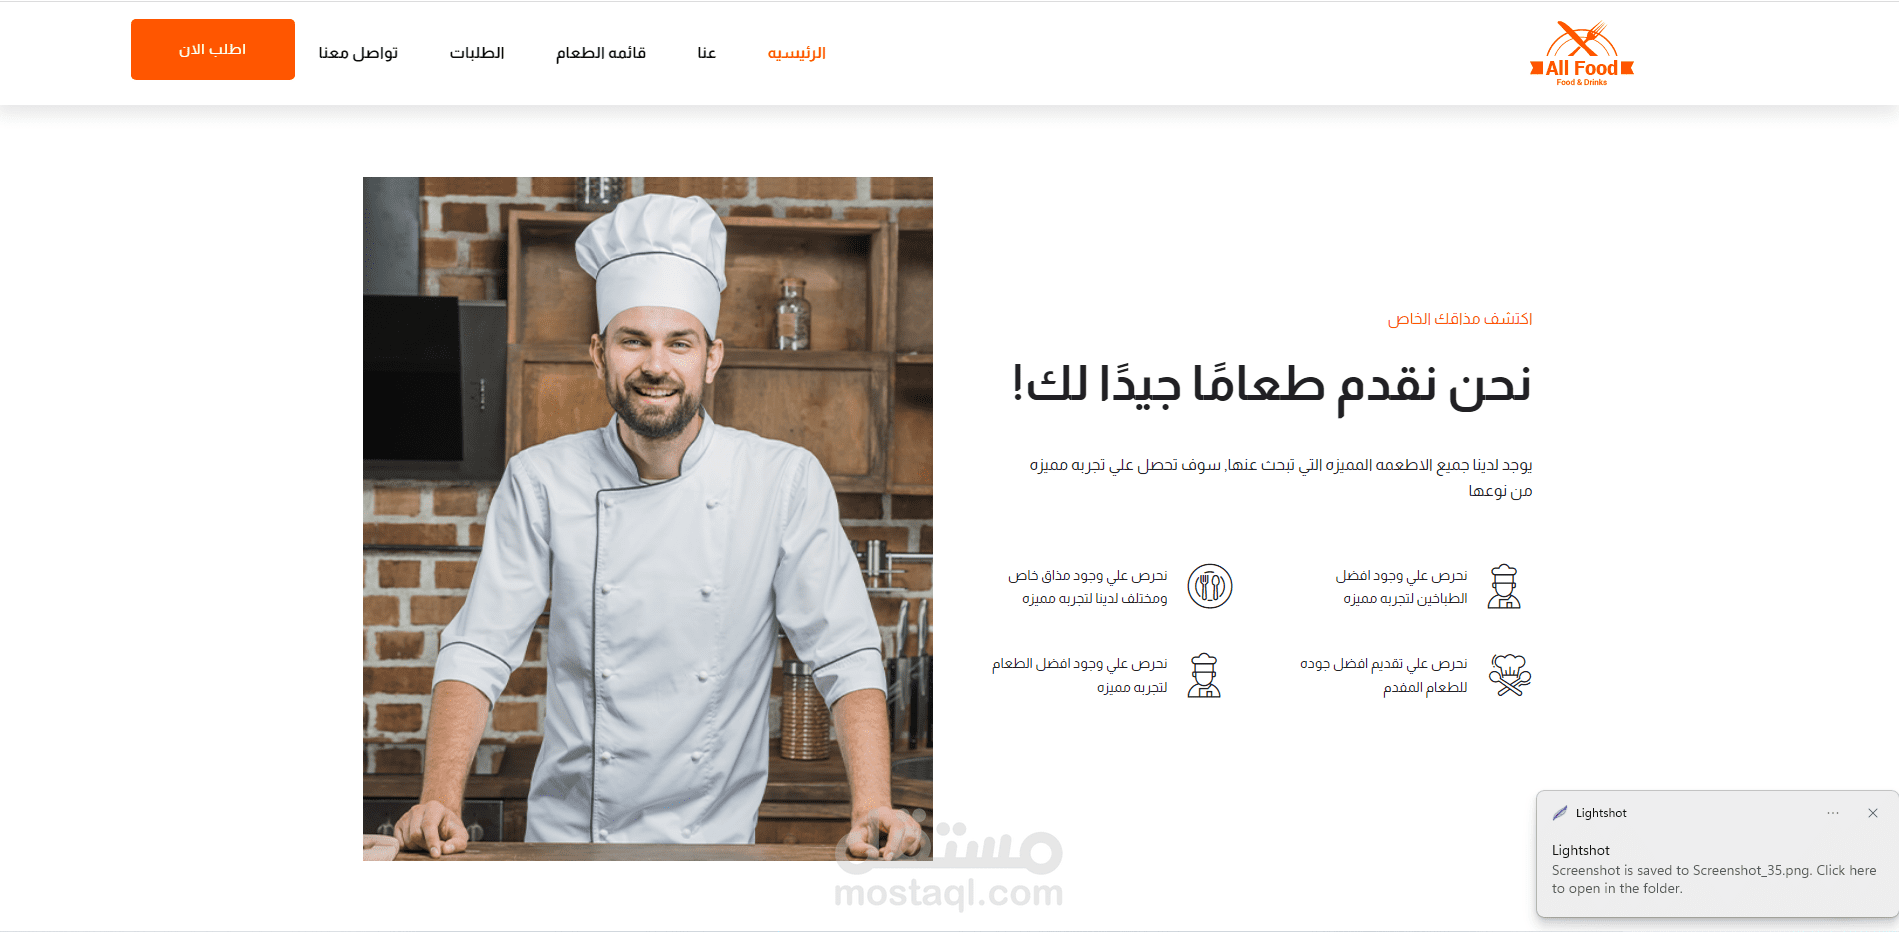 All Food
Food & Drinks
الرئيسيه
عنا
قائمه الطعام
الطلبات
تواصل معنا
اطلب الان
اكتشف مذاقك الخاص
نحن نقدم طعامًا جيدًا لك!
يوجد لدينا جميع الاطعمه المميزه التي تبحث عنها, سوف تحصل علي تجربه مميزه
من نوعها
نحرص علي وجود افضل
الطباخين لتجربه مميزه
نحرص علي وجود مذاق خاص
ومختلف لدينا لتجربه مميزه
نحرص علي تقديم افضل جوده
للطعام المقدم
نحرص علي وجود افضل الطعام
لتجربه مميزه
مستقل
mostaql.com
Lightshot
Lightshot
Screenshot is saved to Screenshot_35.png. Click here
to open in the folder.